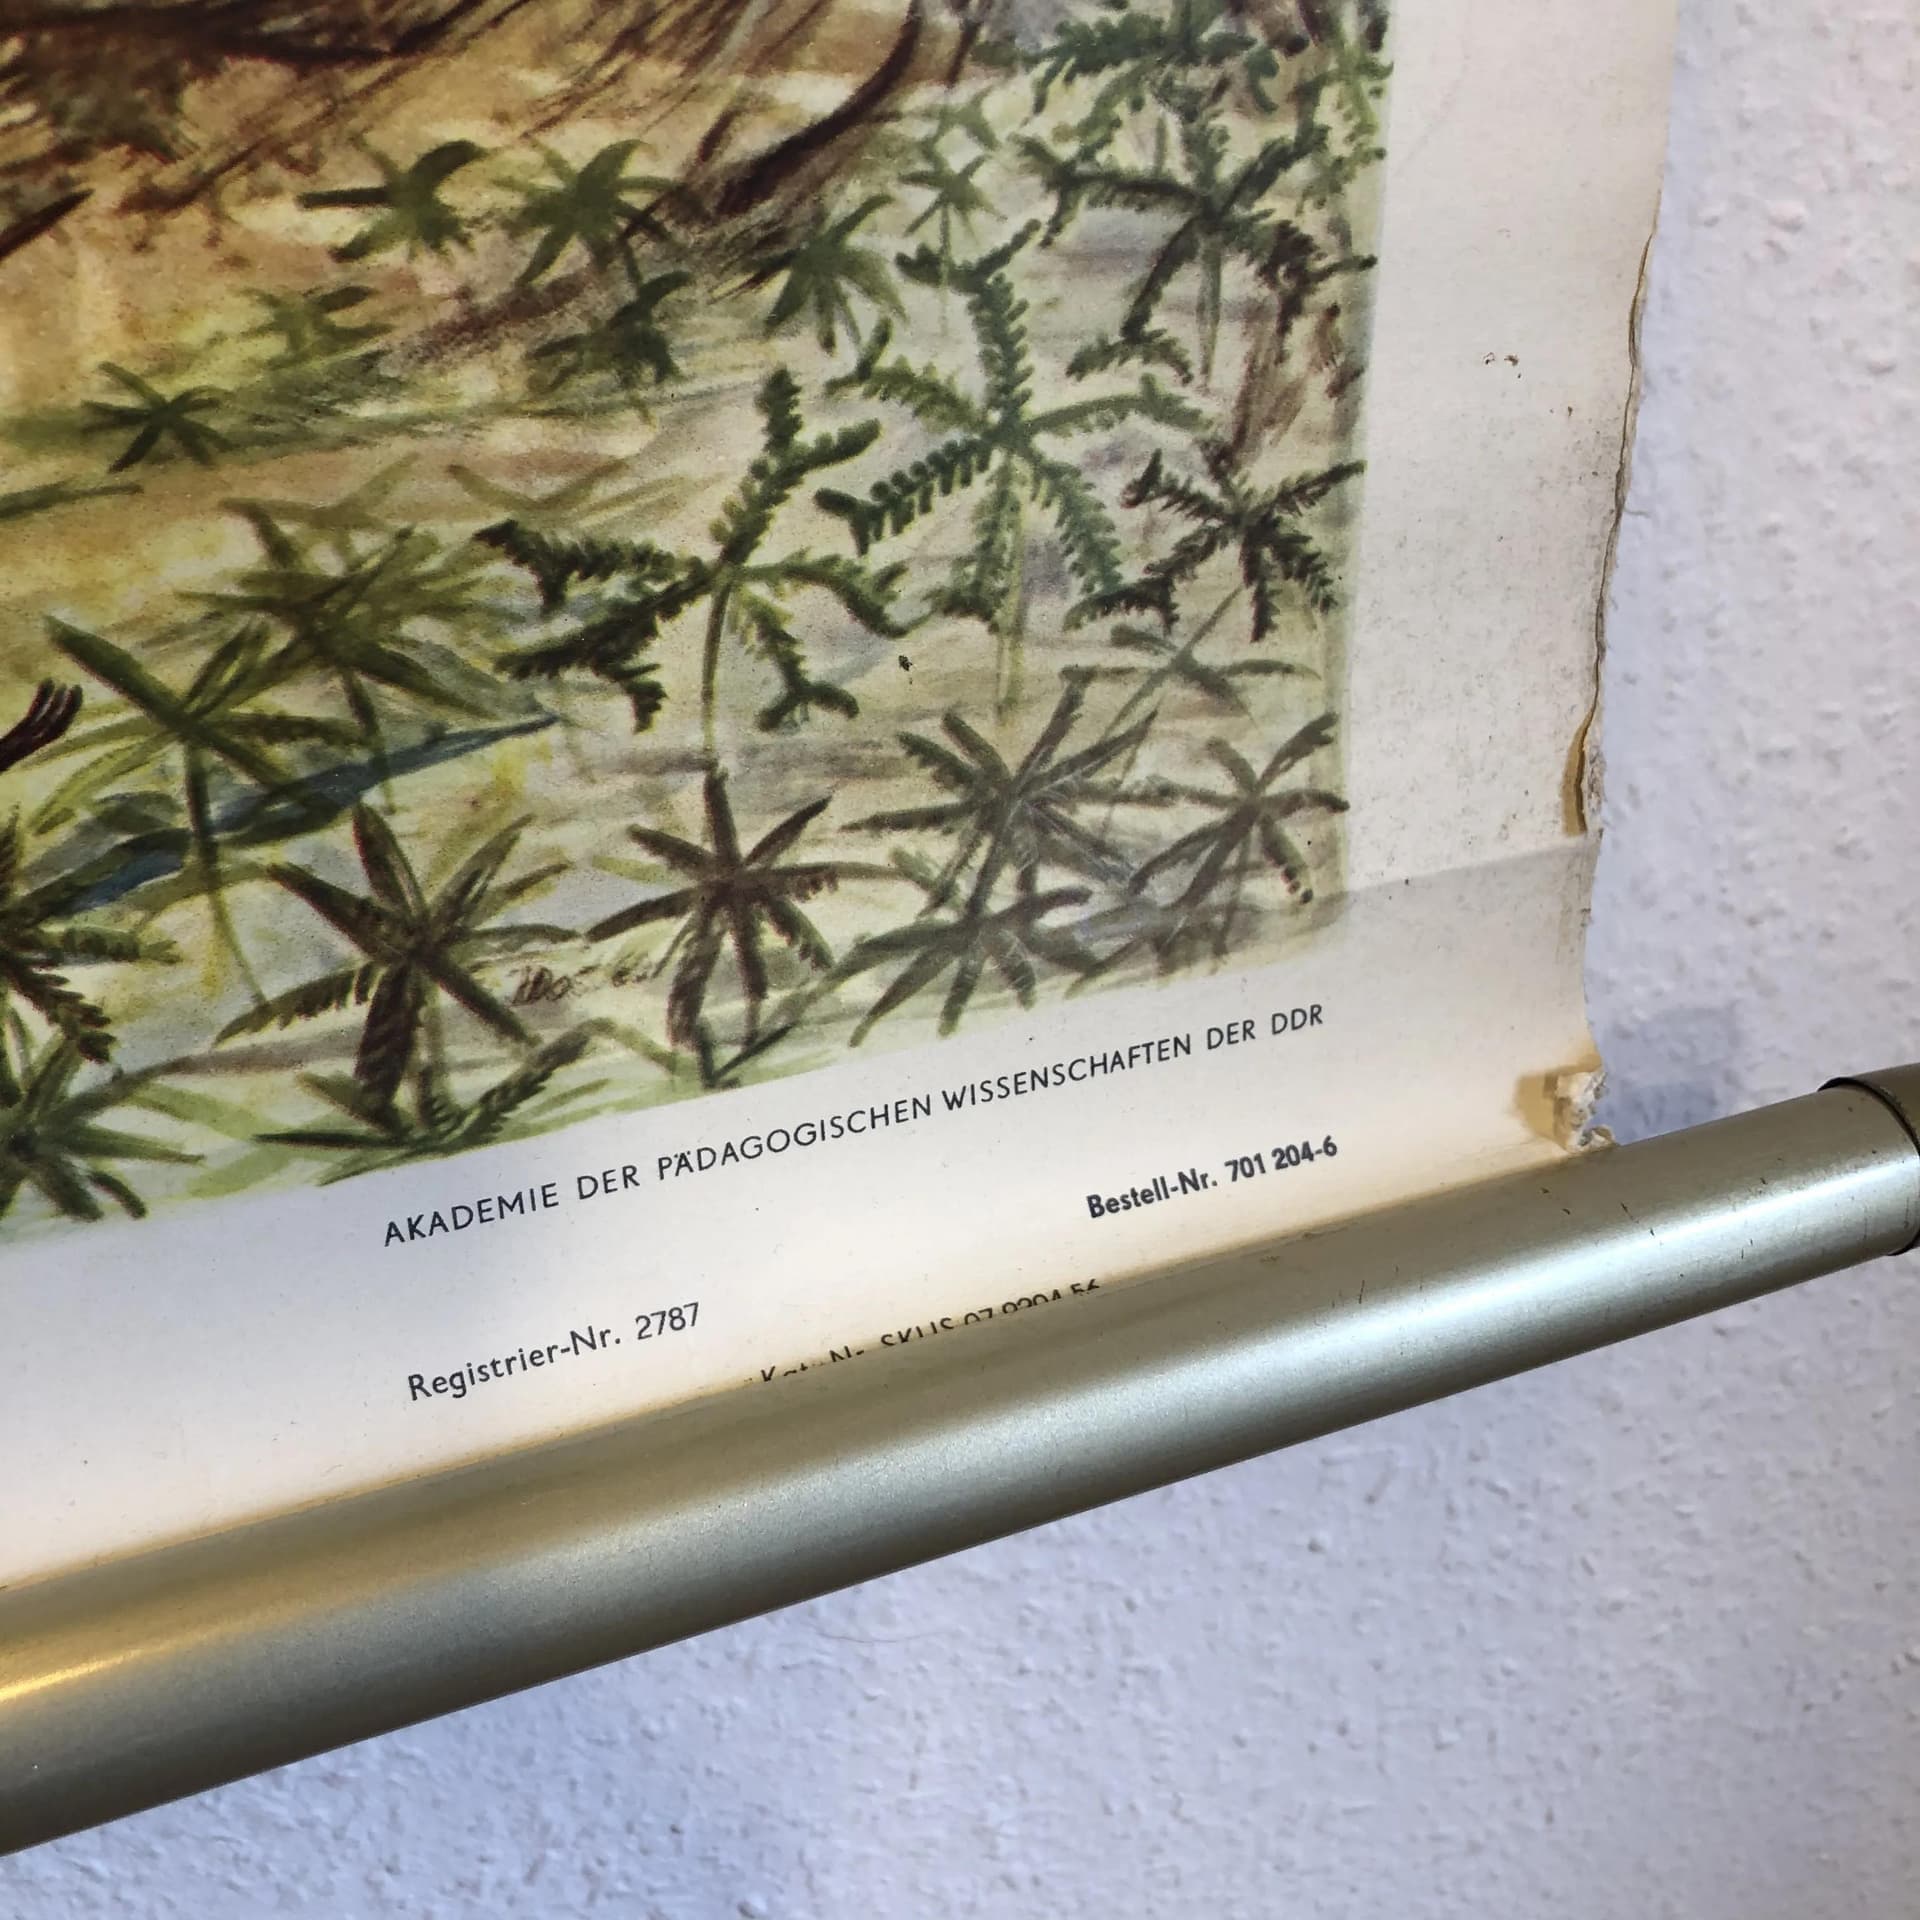 AKADEMIE DER PÄDAGOGISCHEN WISSENSCHAFTEN DER DDR
Bestell-Nr. 701 204-6
Registrier-Nr. 2787